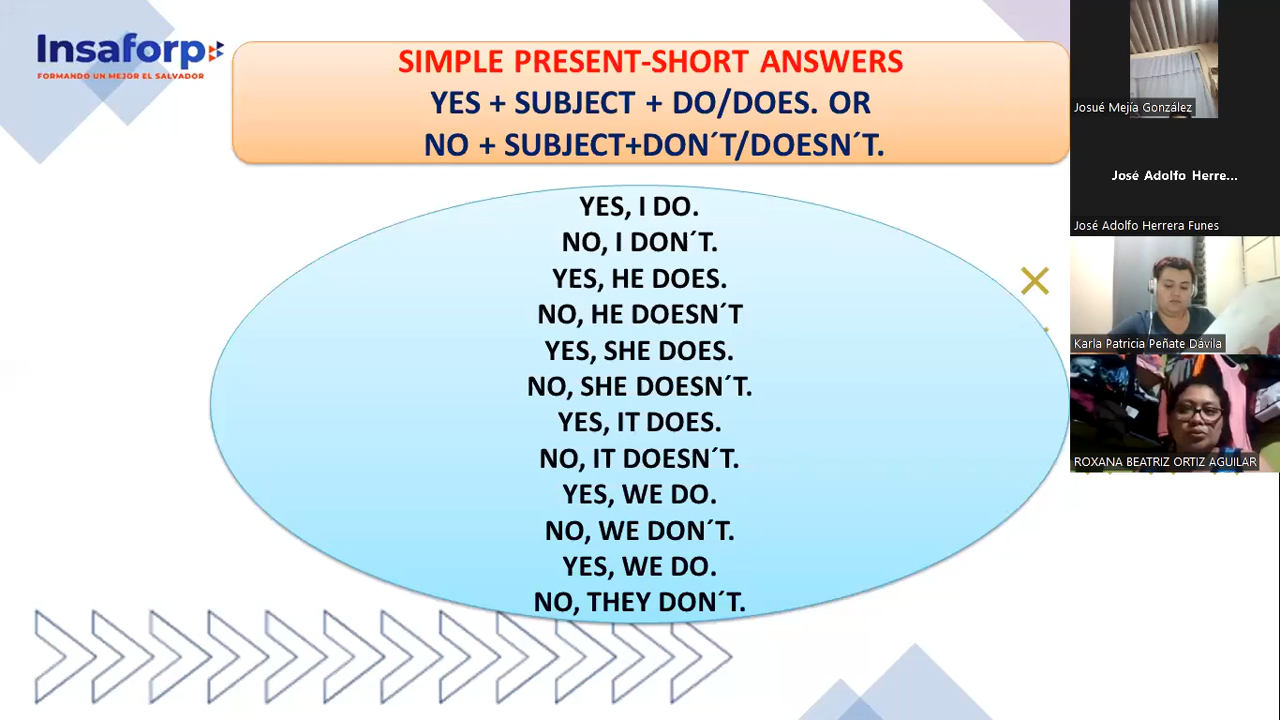 Insaforp
FORMANDO UN MEJOR EL SALVADOR
SIMPLE PRESENT-SHORT ANSWERS
YES + SUBJECT + DO/DOES. OR
NO + SUBJECT+DON´T/DOESN´T.
YES, I DO.
NO, I DON´T.
YES, HE DOES.
NO, HE DOESN´T
YES, SHE DOES.
NO, SHE DOESN´T.
YES, IT DOES.
NO, IT DOESN´T.
YES, WE DO.
NO, WE DON´T.
YES, WE DO.
NO, THEY DON´T.
Josué Mejía González
José Adolfo Herre...
José Adolfo Herrera Funes
Karla Patricia Peñate Dávila
ROXANA BEATRIZ ORTIZ AGUILAR